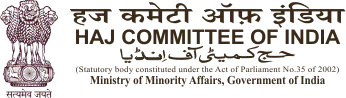 हज कमेटी ऑफ़ इंडिया
HAJ COMMITTEE OF INDIA
حج کمیٹی آف اِنڈیا
(Statutory body constituted under the Act of Parliament No.35 of 2002)
Ministry of Minority Affairs, Government of India
सत्यमेव जयते